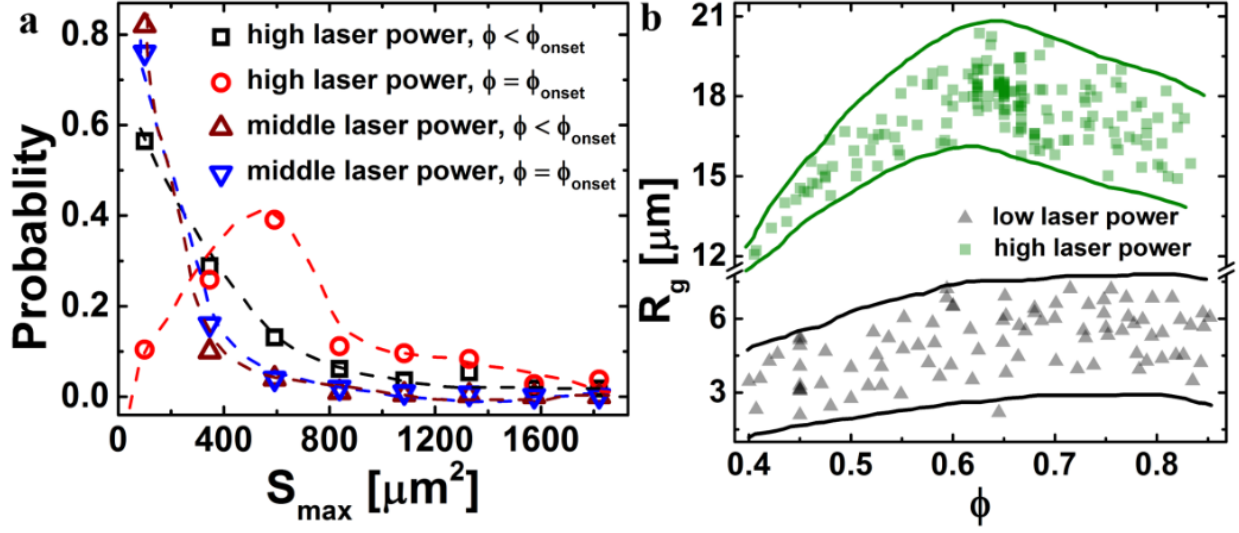 a
high laser power, ϕ < ϕonset
high laser power, ϕ = ϕonset
middle laser power, ϕ < ϕonset
middle laser power, ϕ = ϕonset
Probablity
0.8
0.6
0.4
0.2
0.0
0 400 800 1200 1600
Smax [μm²]
b
Rg [μm]
21
18
15
12
6
3
low laser power
high laser power
0.4 0.5 0.6 0.7 0.8
ϕ